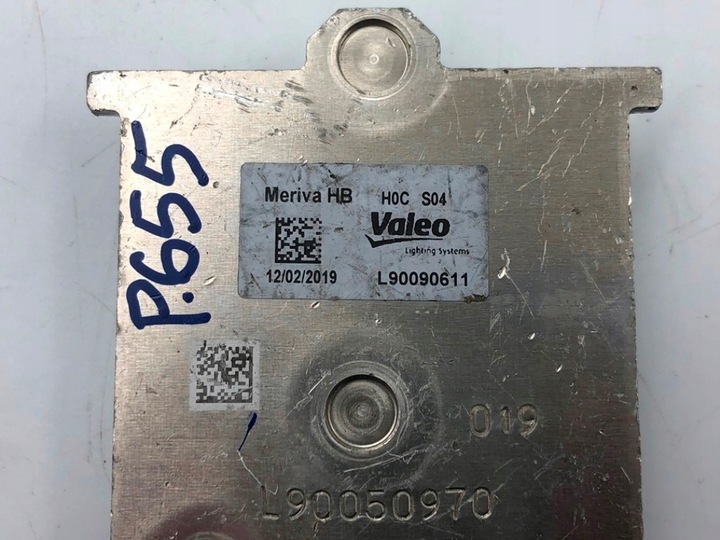 P.655
Meriva HB H0C S04
Valeo
Lighting Systems
12/02/2019 L90090611
019
L90050970